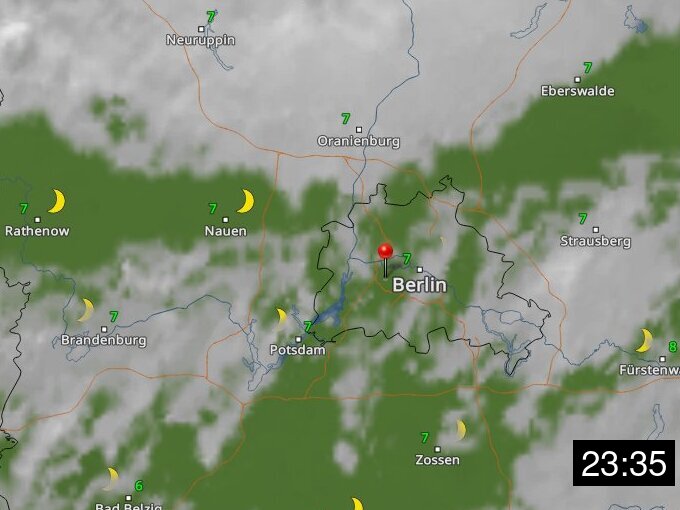 7
Neuruppin
7
Eberswalde
7
Oranienburg
7
Rathenow
7
Nauen
7
Strausberg
7
Berlin
7
Brandenburg
7
Potsdam
8
Fürstenwa
7
Zossen
23:35
6
Bad Belzig